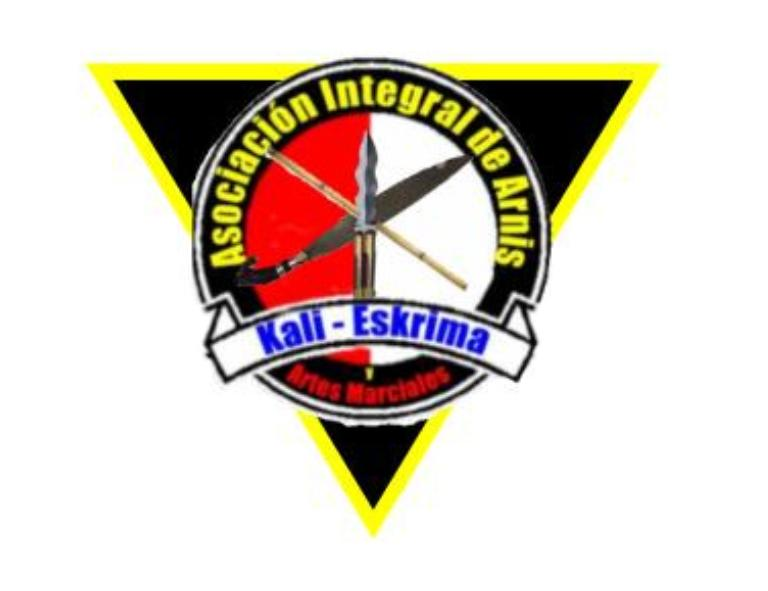 Asociación Integral de Arnis
Kali - Eskrima
y
Artes Marciales